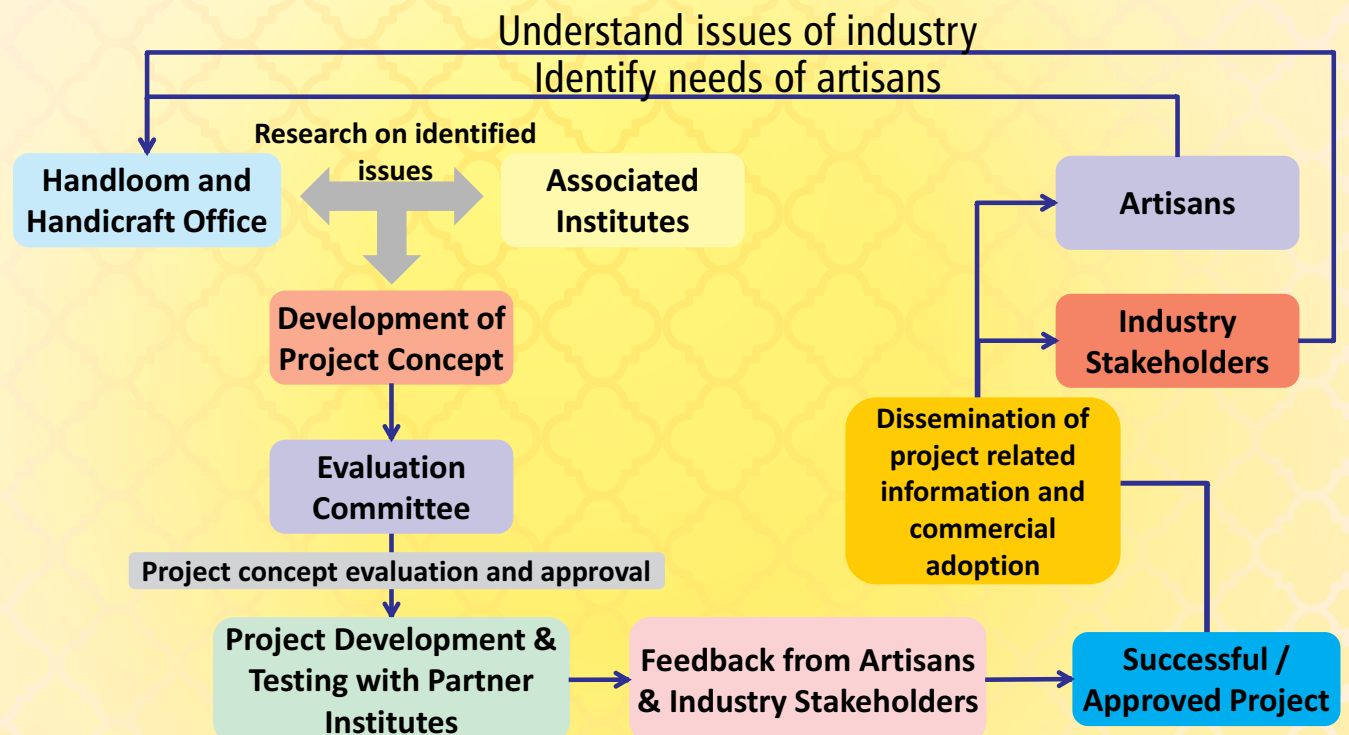 Understand issues of industry
Identify needs of artisans
Research on identified
issues
Handloom and
Handicraft Office
Associated
Institutes
Artisans
Development of
Project Concept
Industry
Stakeholders
Evaluation
Committee
Dissemination of
project related
information and
commercial
adoption
Project concept evaluation and approval
Project Development &
Testing with Partner
Institutes
Feedback from Artisans
& Industry Stakeholders
Successful /
Approved Project